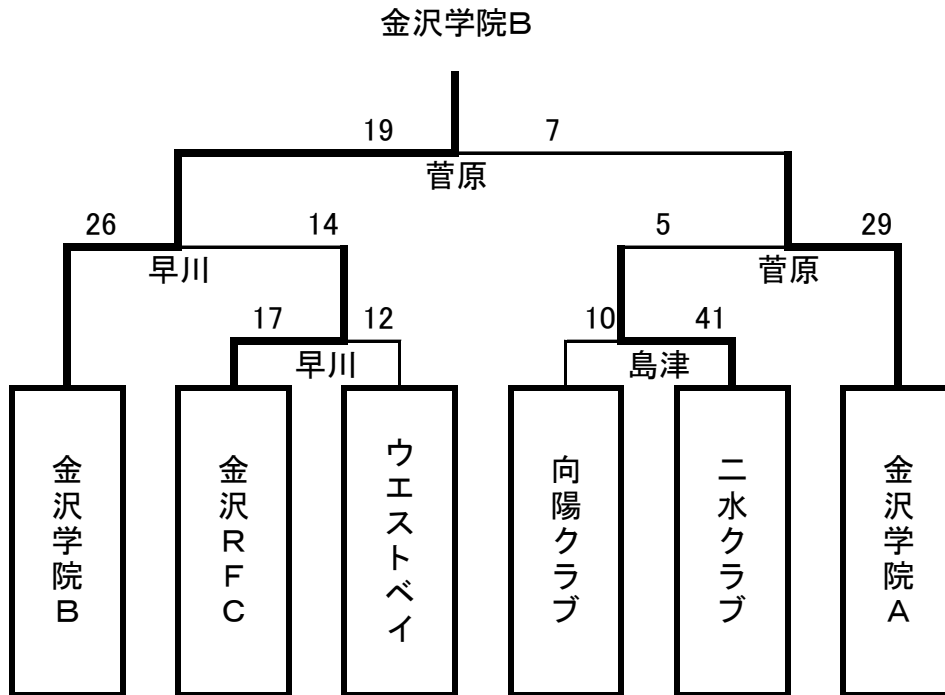 金沢学院B
19
7
菅原
26
14
5
29
早川
菅原
17
12
10
41
早川
島津
金沢学院B
金沢RFC
ウエストベイ
向陽クラブ
二水クラブ
金沢学院A